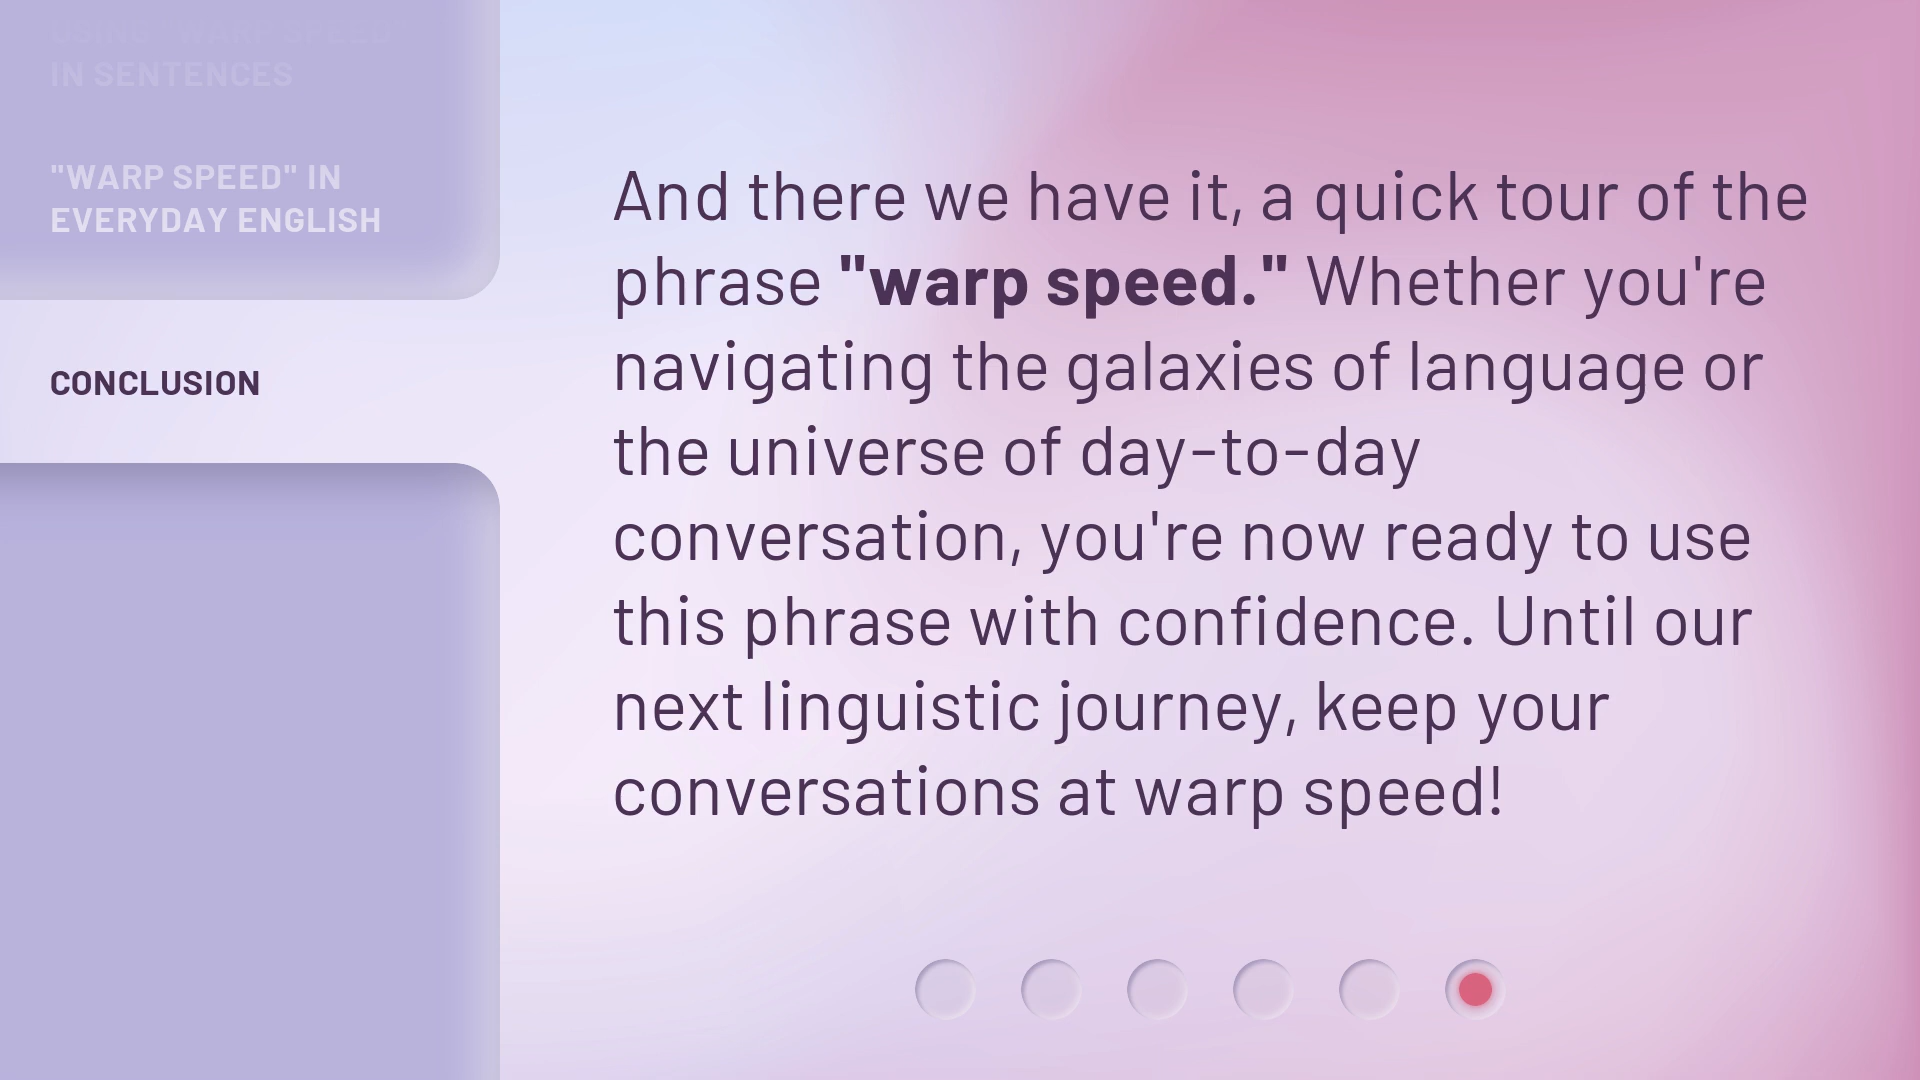 USING "WARP SPEED"
IN SENTENCES
"WARP SPEED" IN
EVERYDAY ENGLISH
CONCLUSION
And there we have it, a quick tour of the
phrase "warp speed." Whether you're
navigating the galaxies of language or
the universe of day-to-day
conversation, you're now ready to use
this phrase with confidence. Until our
next linguistic journey, keep your
conversations at warp speed!